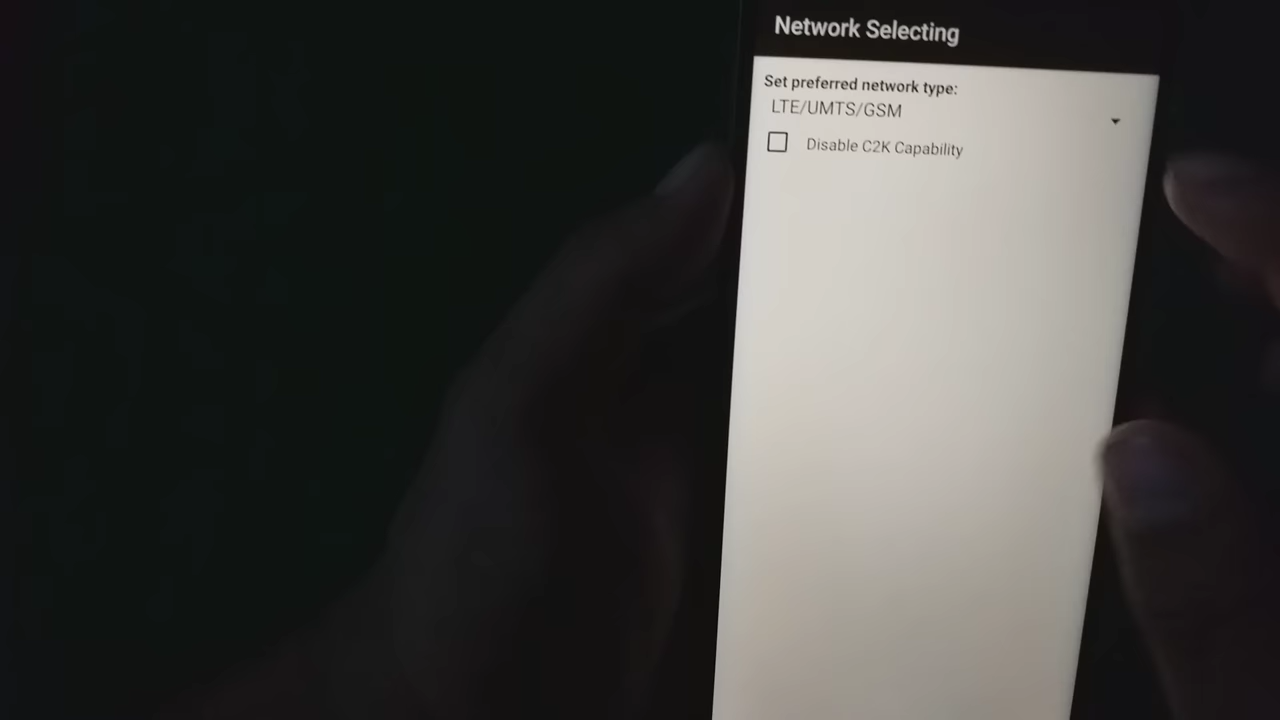 Network Selecting
Set preferred network type:
LTE/UMTS/GSM
Disable C2K Capability